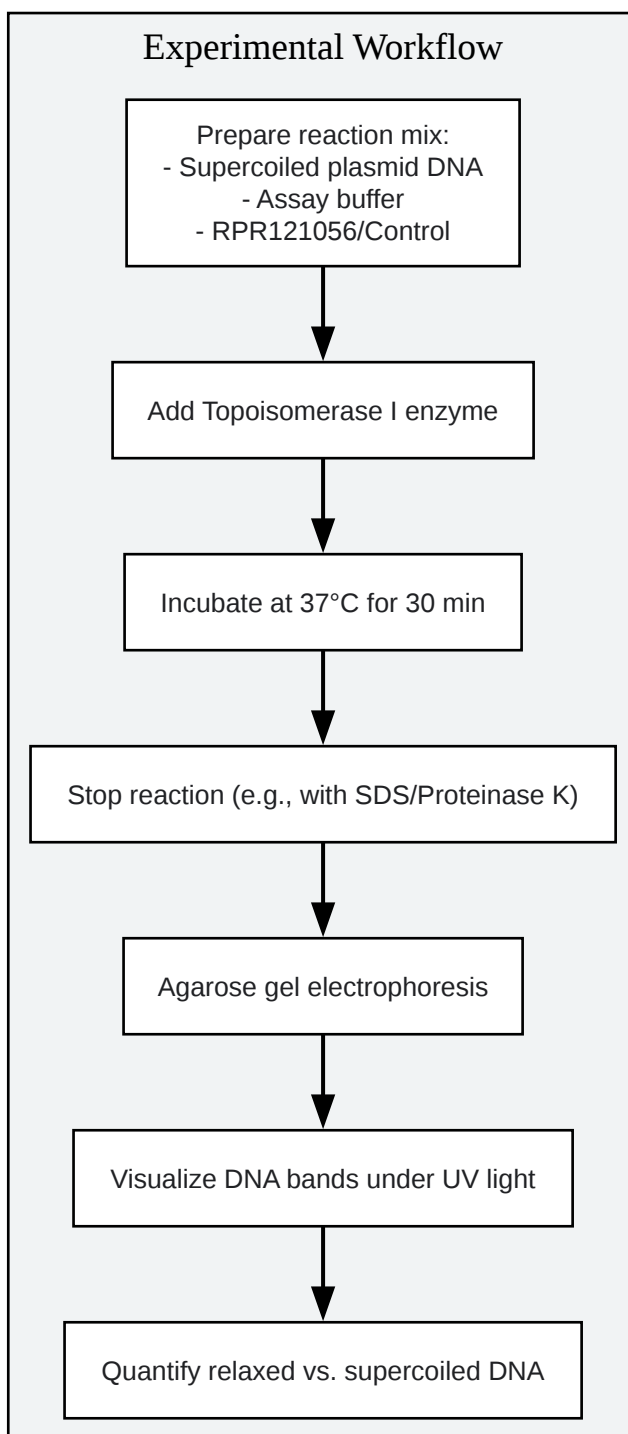 Experimental Workflow
Prepare reaction mix:
- Supercoiled plasmid DNA
- Assay buffer
- RPR121056/Control
Add Topoisomerase I enzyme
Incubate at 37°C for 30 min
Stop reaction (e.g., with SDS/Proteinase K)
Agarose gel electrophoresis
Visualize DNA bands under UV light
Quantify relaxed vs. supercoiled DNA